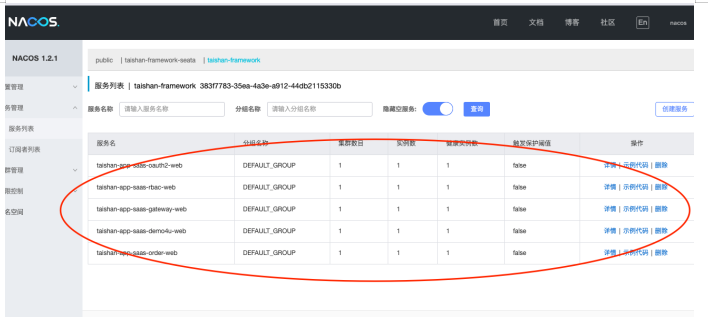 NACOS.
首页 文档 博客 社区 En nacos
NACOS 1.2.1
public | taishan-framework-seata | taishan-framework
置管理
服务列表 | taishan-framework 383f7783-35ea-4a3e-a912-44db2115330b
务管理
服务名称 请输入服务名称 分组名称 请输入分组名称 隐藏空服务: 查询 创建服务
服务列表
订阅者列表
服务名 分组名称 集群数目 实例数 健康实例数 触发保护阈值 操作
群管理
taishan-app-saas-oauth2-web DEFAULT_GROUP 1 1 1 false 详情 | 示例代码 | 删除
限控制
taishan-app-saas-rbac-web DEFAULT_GROUP 1 1 1 false 详情 | 示例代码 | 删除
名空间
taishan-app-saas-gateway-web DEFAULT_GROUP 1 1 1 false 详情 | 示例代码 | 删除
taishan-app-saas-demo4u-web DEFAULT_GROUP 1 1 1 false 详情 | 示例代码 | 删除
taishan-app-saas-order-web DEFAULT_GROUP 1 1 1 false 详情 | 示例代码 | 删除